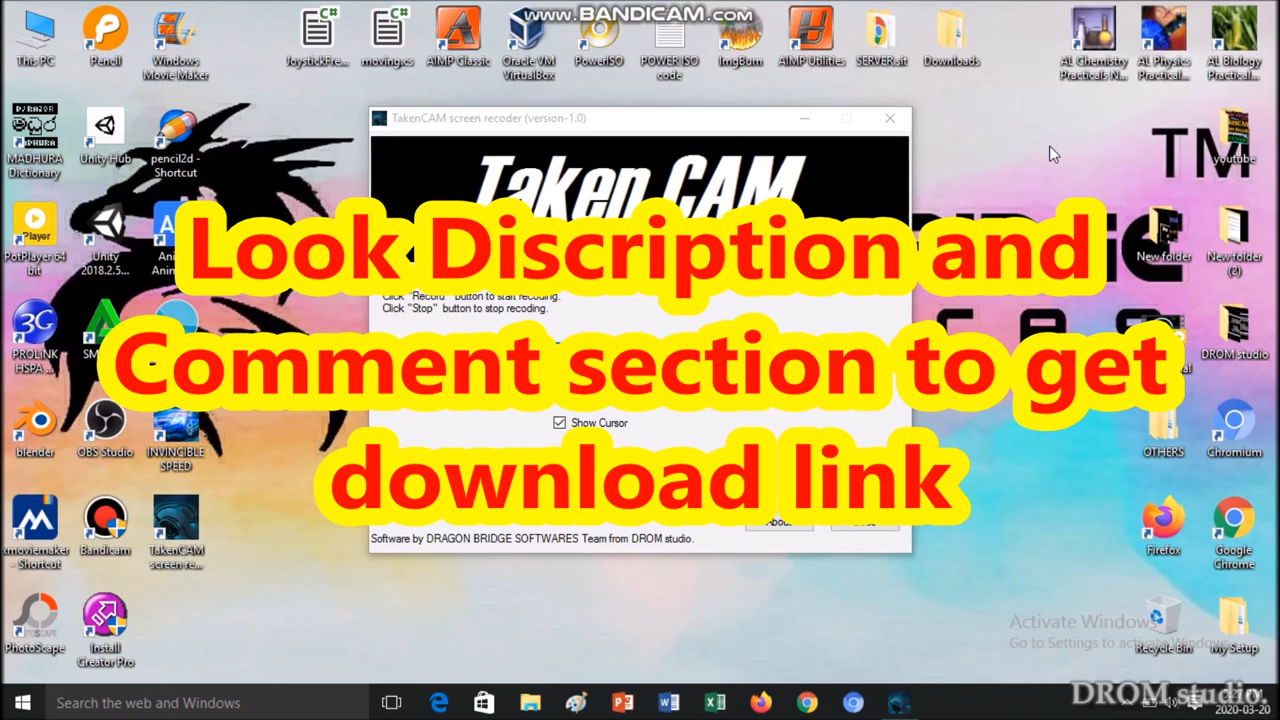 www.BANDICAM.com
This PC
Pencil
Windows
Movie Maker
JoystickFre...
moving.cs
AIMP Classic
Oracle VM
VirtualBox
PowerISO
POWER ISO
code
ImgBurn
AIMP Utilities
SERVER.sit
Downloads
AL Chemistry
Practicals N...
AL Physics
Practical...
AL Biology
Practical...
TakenCAM screen recoder (version-1.0)
Taken CAM
TM
MADHURA
Dictionary
Unity Hub
pencil2d -
Shortcut
youtube
Look Discription and
Player
PotPlayer 64
Bit
Unity
2018.2.5...
New folder
New folder
(2)
Click "Record" button to start recoding.
Click "Stop" button to stop recoding.
3G
PROLiNK
HSPA ...
DROM studio
Comment section to get
Show Cursor
blender
OBS Studio
INVINCIBLE
SPEED
OTHERS
Chromium
download link
About
Software by DRAGON BRIDGE SOFTWARES Team from DROM studio.
xmoviemaker
- Shortcut
Bandicam
TakenCAM
screen re...
Firefox
Google
Chrome
PhotoScape
Install
Creator Pro
Activate Windows
Go to Settings to activate Windows.
Recycle Bin
My Setup
Search the web and Windows
2020-03-20
DROM studio.